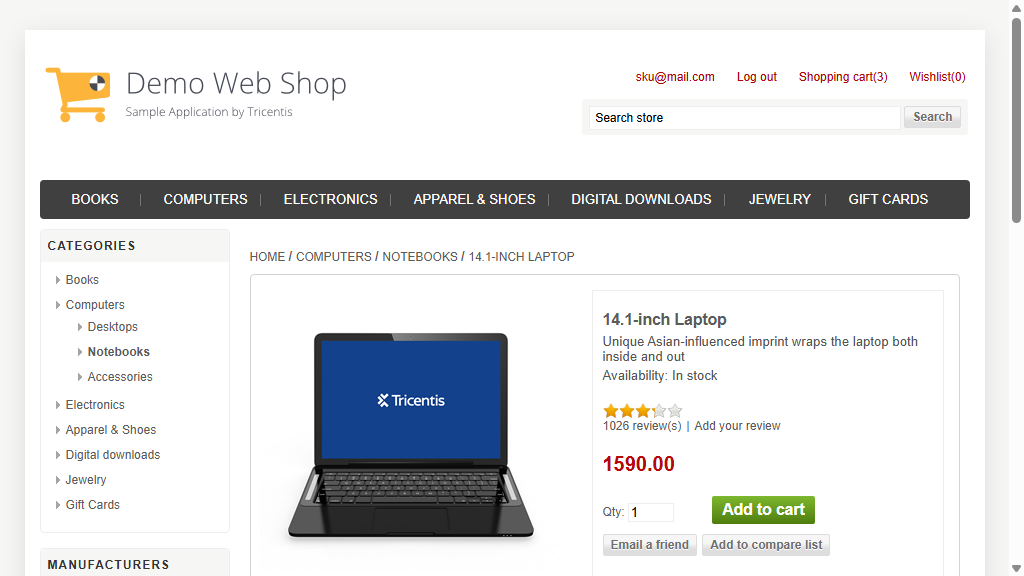 Demo Web Shop
Sample Application by Tricentis
sku@mail.com Log out Shopping cart(3) Wishlist(0)
Search store Search
BOOKS | COMPUTERS | ELECTRONICS | APPAREL & SHOES | DIGITAL DOWNLOADS | JEWELRY | GIFT CARDS
CATEGORIES
Books
Computers
Desktops
Notebooks
Accessories
Electronics
Apparel & Shoes
Digital downloads
Jewelry
Gift Cards
MANUFACTURERS
HOME / COMPUTERS / NOTEBOOKS / 14.1-INCH LAPTOP
Tricentis
14.1-inch Laptop
Unique Asian-influenced imprint wraps the laptop both
inside and out
Availability: In stock
1026 review(s) | Add your review
1590.00
Qty: 1 Add to cart
Email a friend Add to compare list